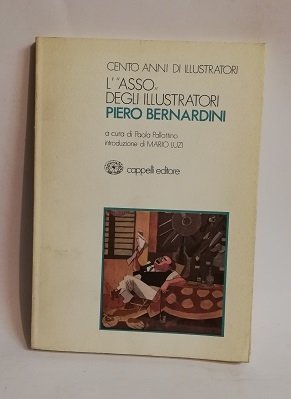 CENTO ANNI DI ILLUSTRATORI
L'"ASSO„
DEGLI ILLUSTRATORI
PIERO BERNARDINI
a cura di Paola Pallottino
introduzione di MARIO LUZI
cappelli editore